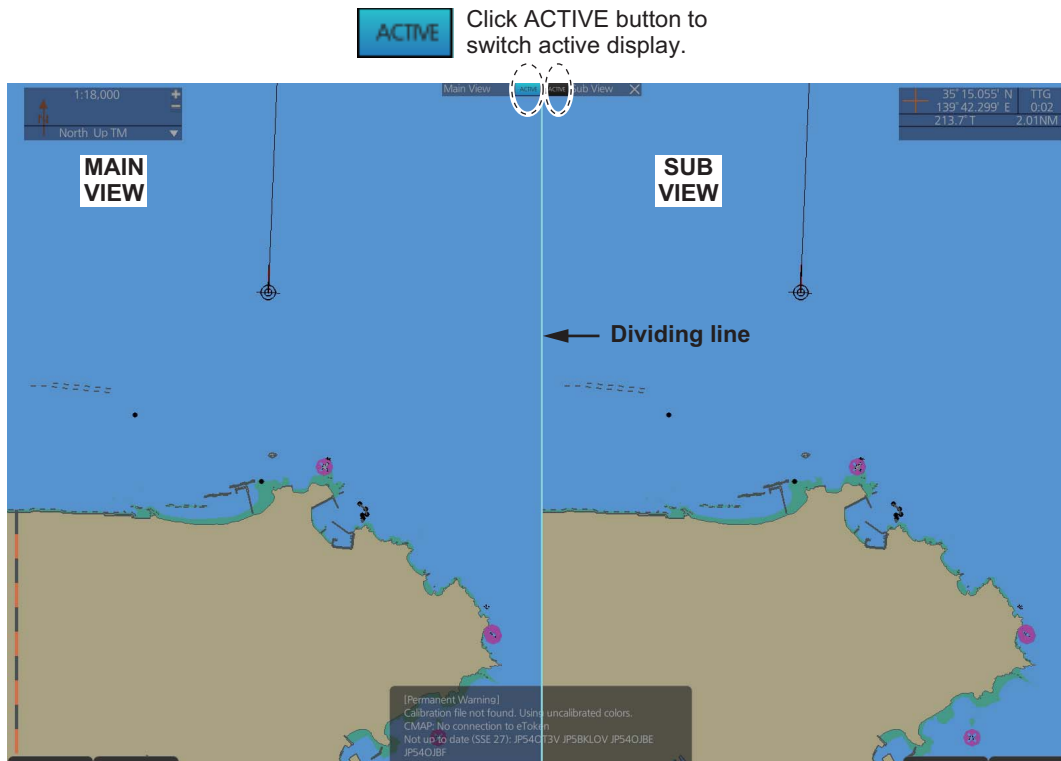 ACTIVE
Click ACTIVE button to
switch active display.
1:18,000
+
−
North Up TM
Main View ACTIVE ACTIVE Sub View X
35° 15.055' N TTG
139° 42.299' E 0:02
213.7° T 2.01NM
MAIN
VIEW
SUB
VIEW
Dividing line
[Permanent Warning]
Calibration file not found. Using uncalibrated colors.
CMAP: No connection to eToken
Not up to date (SSE 27): JP54OT3V JP5BKLOV JP54OJBE
JP54OJBF